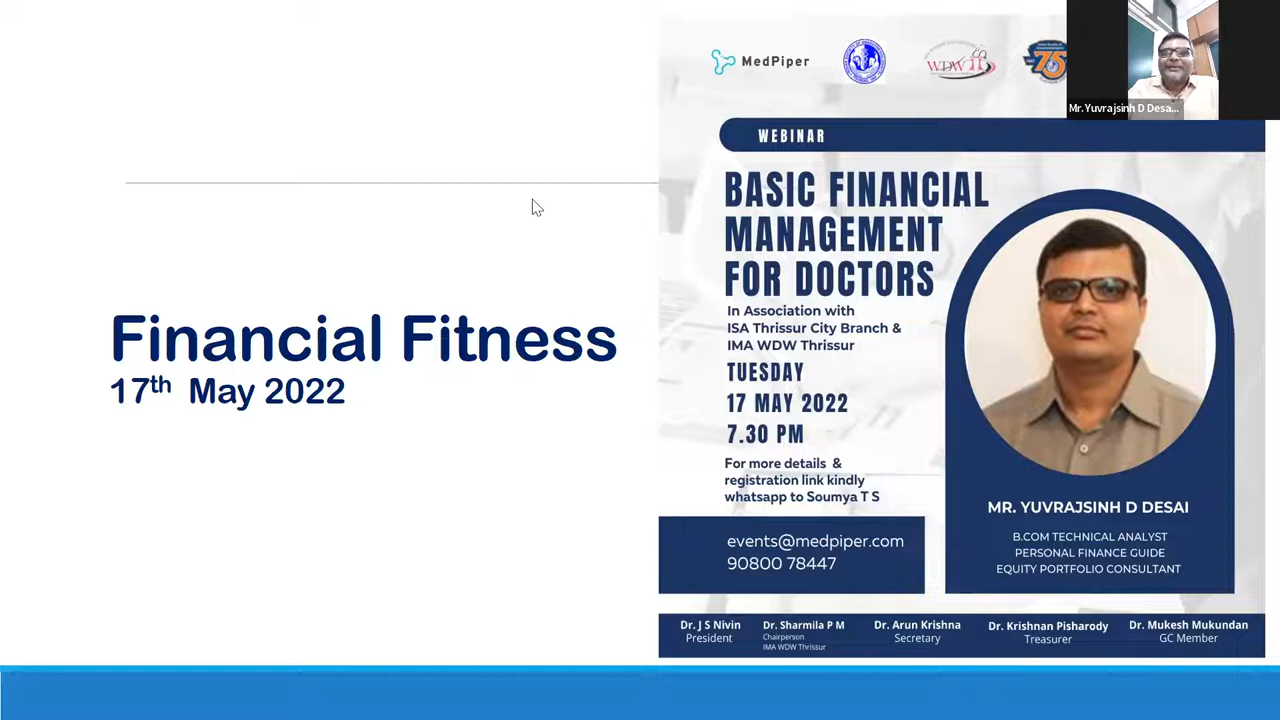 Financial Fitness
17th May 2022
MedPiper
WDW
75
Mr. Yuvrajsinh D Desa...
WEBINAR
BASIC FINANCIAL
MANAGEMENT
FOR DOCTORS
In Association with
ISA Thrissur City Branch &
IMA WDW Thrissur
TUESDAY
17 MAY 2022
7.30 PM
For more details &
registration link kindly
whatsapp to Soumya T S
events@medpiper.com
90800 78447
MR. YUVRAJSINH D DESAI
B.COM TECHNICAL ANALYST
PERSONAL FINANCE GUIDE
EQUITY PORTFOLIO CONSULTANT
Dr. J S Nivin
President
Dr. Sharmila P M
Chairperson
IMA WDW Thrissur
Dr. Arun Krishna
Secretary
Dr. Krishnan Pisharody
Treasurer
Dr. Mukesh Mukundan
GC Member